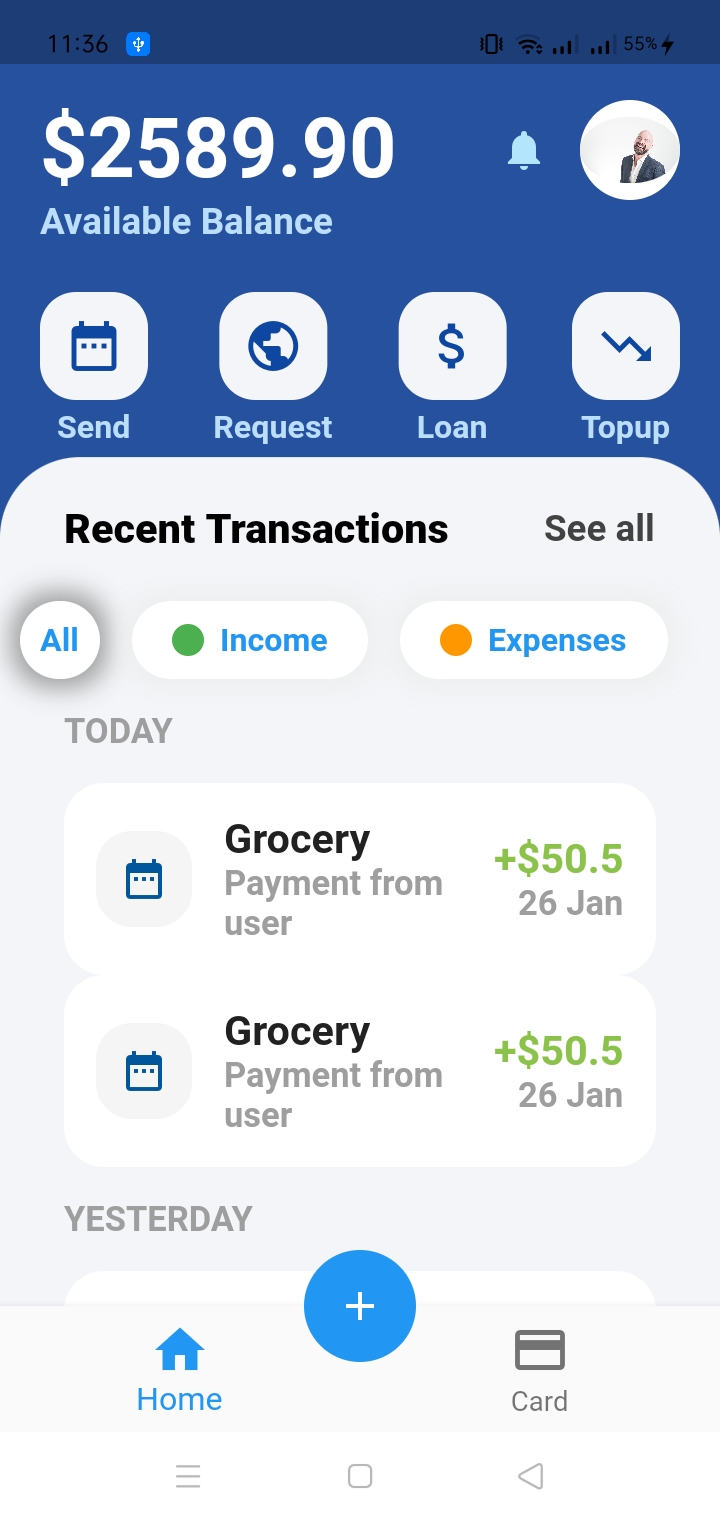 11:36
55%
$2589.90
Available Balance
Send Request Loan Topup
Recent Transactions See all
All Income Expenses
TODAY
Grocery
Payment from
user
+$50.5
26 Jan
Grocery
Payment from
user
+$50.5
26 Jan
YESTERDAY
+
Home Card